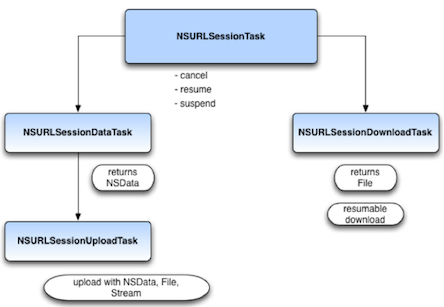 NSURLSessionTask
- cancel
- resume
- suspend
NSURLSessionDataTask
NSURLSessionDownloadTask
returns
NSData
returns
File
resumable
download
NSURLSessionUploadTask
upload with NSData, File,
Stream